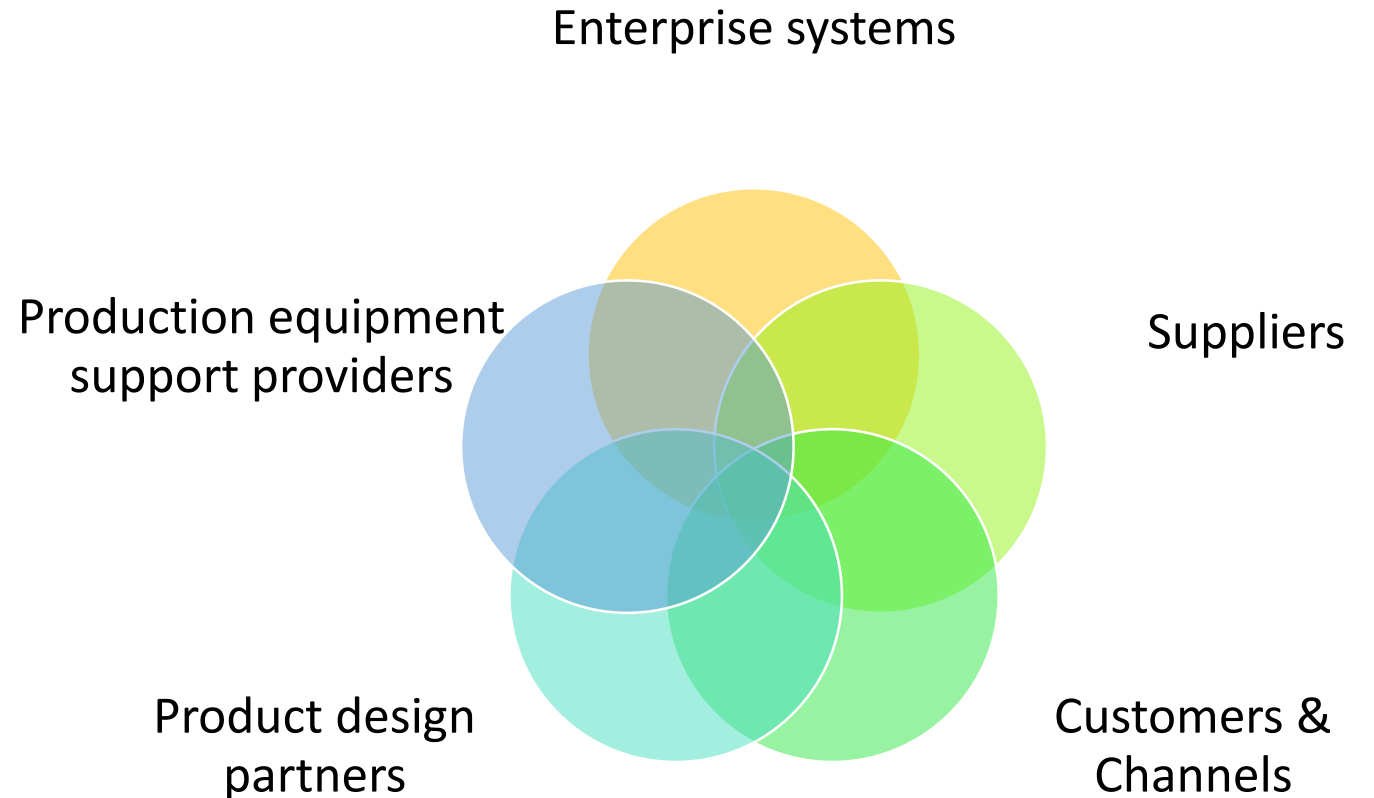 Enterprise systems
Production equipment
support providers
Suppliers
Product design
partners
Customers &
Channels